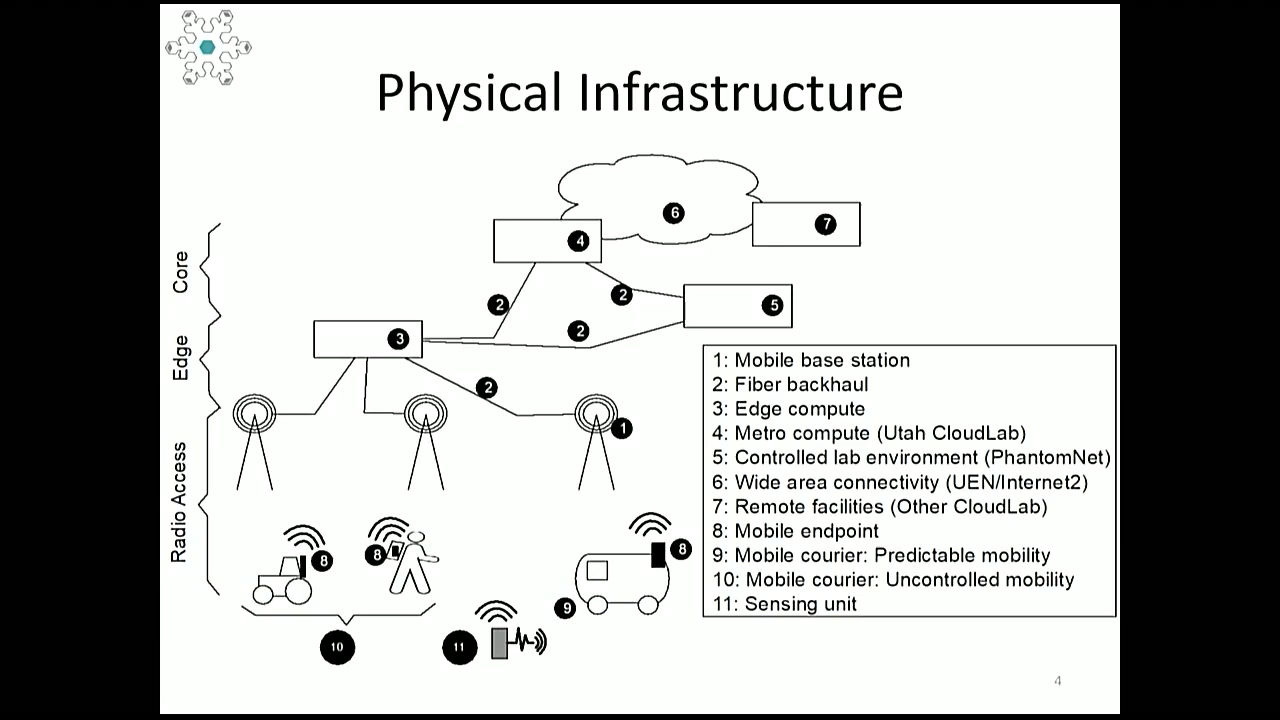 Physical Infrastructure
6
7
4
Core
2
2
5
2
3
Edge
2
1
Radio Access
8
8
8
9
10
11
1: Mobile base station
2: Fiber backhaul
3: Edge compute
4: Metro compute (Utah CloudLab)
5: Controlled lab environment (PhantomNet)
6: Wide area connectivity (UEN/Internet2)
7: Remote facilities (Other CloudLab)
8: Mobile endpoint
9: Mobile courier: Predictable mobility
10: Mobile courier: Uncontrolled mobility
11: Sensing unit
4